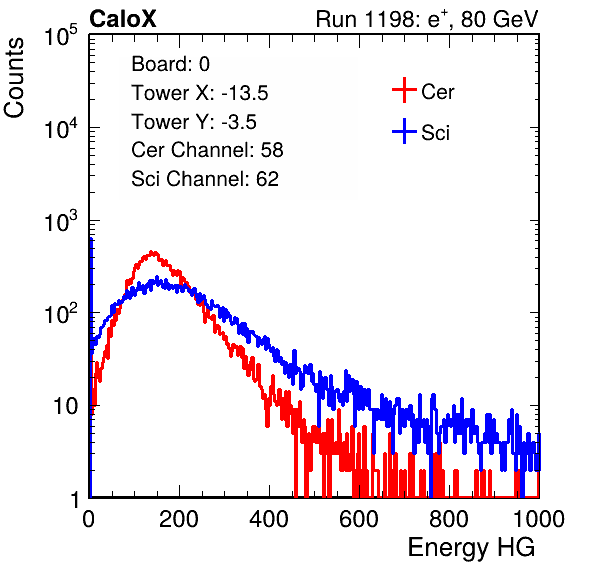 CaloX Run 1198: e⁺, 80 GeV
Counts
10⁵
10⁴
10³
10²
10
1
Board: 0
Tower X: -13.5
Tower Y: -3.5
Cer Channel: 58
Sci Channel: 62
Cer
Sci
0 200 400 600 800 1000
Energy HG